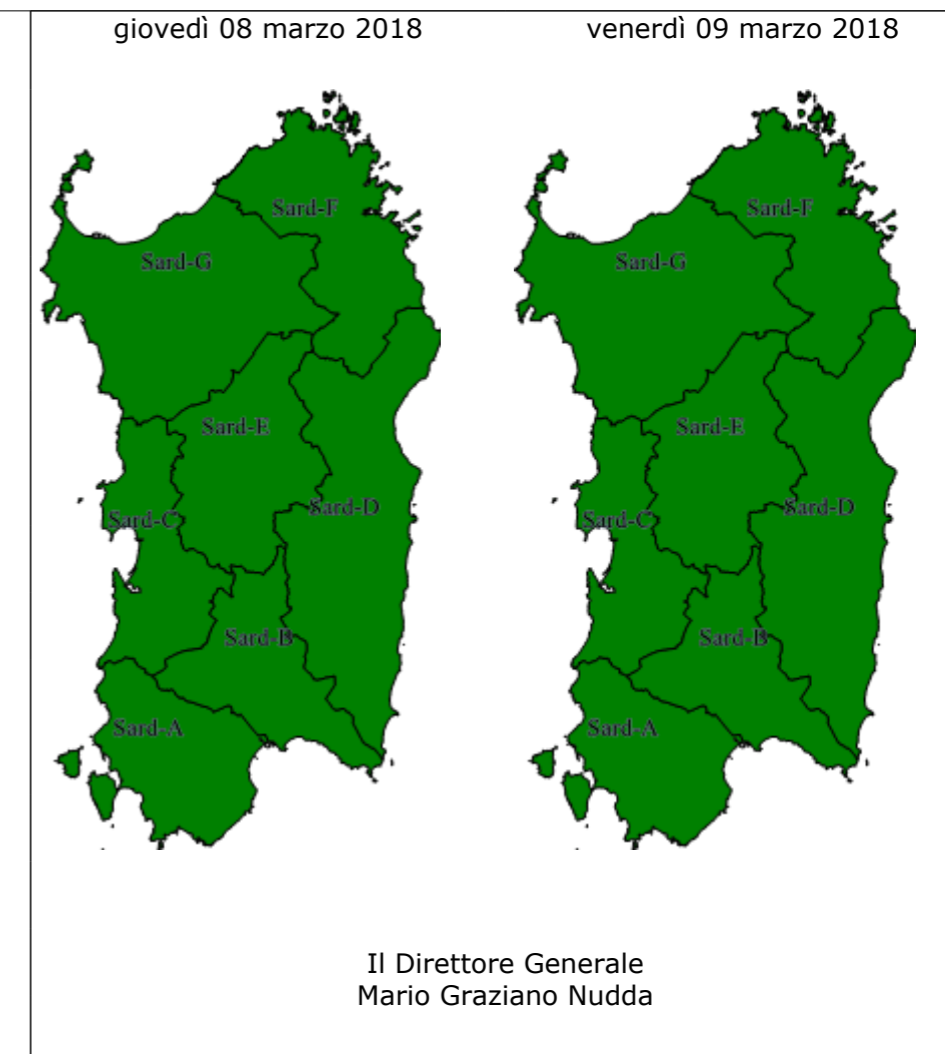 giovedì 08 marzo 2018
venerdì 09 marzo 2018
Sard-F
Sard-G
Sard-E
Sard-D
Sard-C
Sard-B
Sard-A
Sard-F
Sard-G
Sard-E
Sard-D
Sard-C
Sard-B
Sard-A
Il Direttore Generale
Mario Graziano Nudda